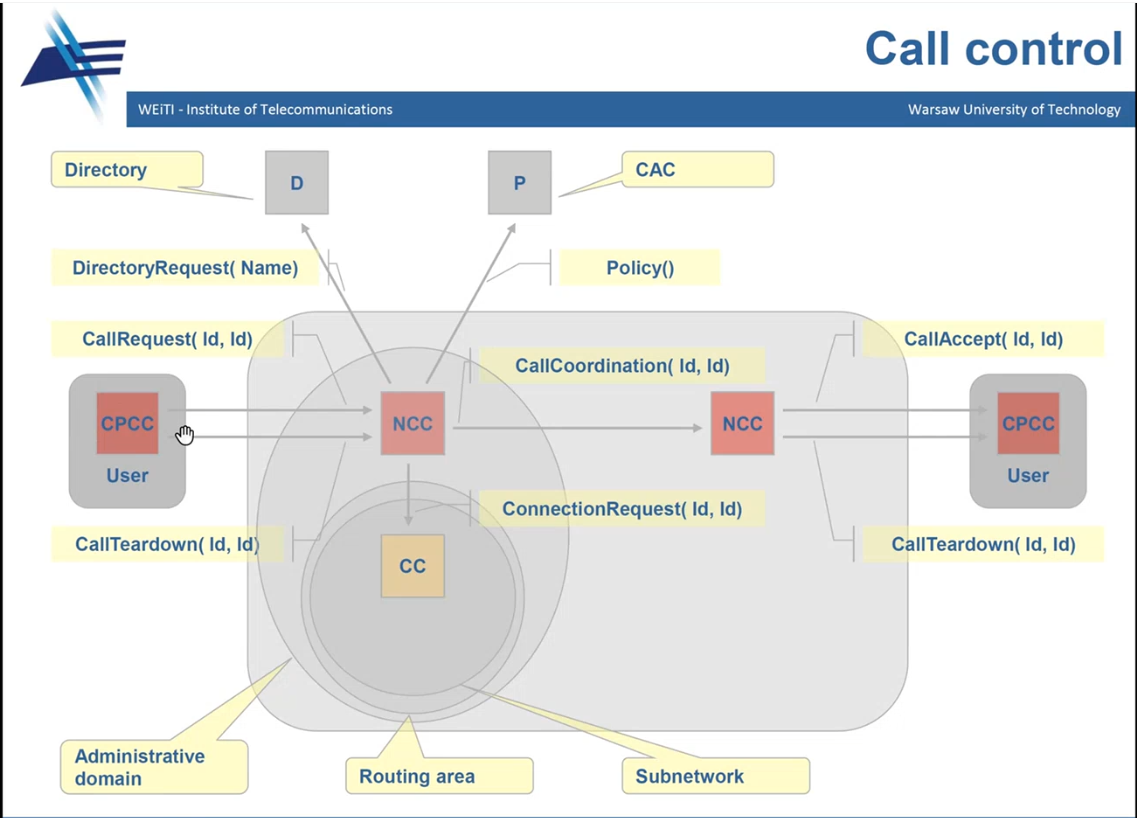 Call control
WEiTI - Institute of Telecommunications
Warsaw University of Technology
Directory
D
P
CAC
DirectoryRequest( Name)
Policy()
CallRequest( Id, Id)
CallCoordination( Id, Id)
CallAccept( Id, Id)
CPCC
User
NCC
NCC
CPCC
User
ConnectionRequest( Id, Id)
CallTeardown( Id, Id)
CC
CallTeardown( Id, Id)
Administrative
domain
Routing area
Subnetwork